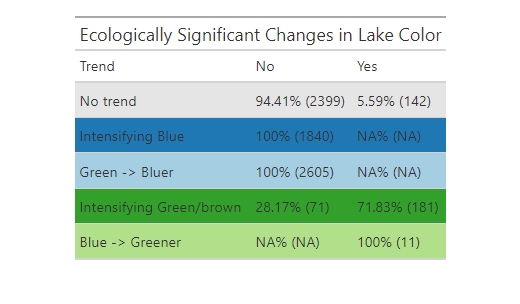 Ecologically Significant Changes in Lake Color
Trend No Yes
No trend 94.41% (2399) 5.59% (142)
Intensifying Blue 100% (1840) NA% (NA)
Green -> Bluer 100% (2605) NA% (NA)
Intensifying Green/brown 28.17% (71) 71.83% (181)
Blue -> Greener NA% (NA) 100% (11)